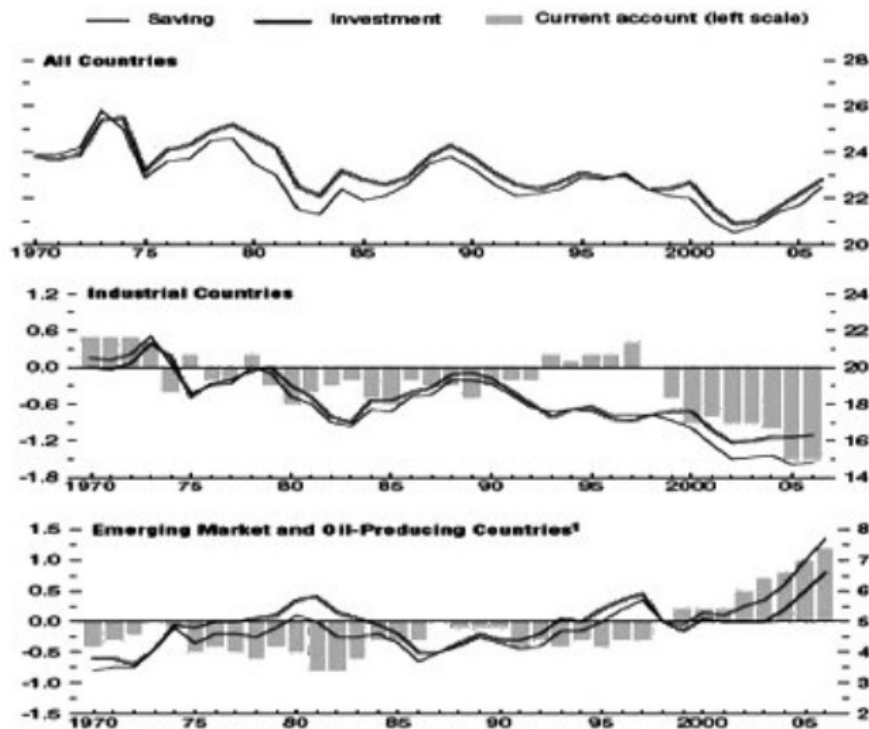 Saving Investment Current account (left scale)
All Countries
28
26
24
22
20
1970 75 80 85 90 95 2000 05
Industrial Countries
1.2 24
0.6 22
0.0 20
-0.6 18
-1.2 16
-1.8 14
1970 75 80 85 90 95 2000 05
Emerging Market and Oil-Producing Countries¹
1.5 8
1.0 7
0.5 6
0.0 5
-0.5 4
-1.0 3
-1.5 2
1970 75 80 85 90 95 2000 05